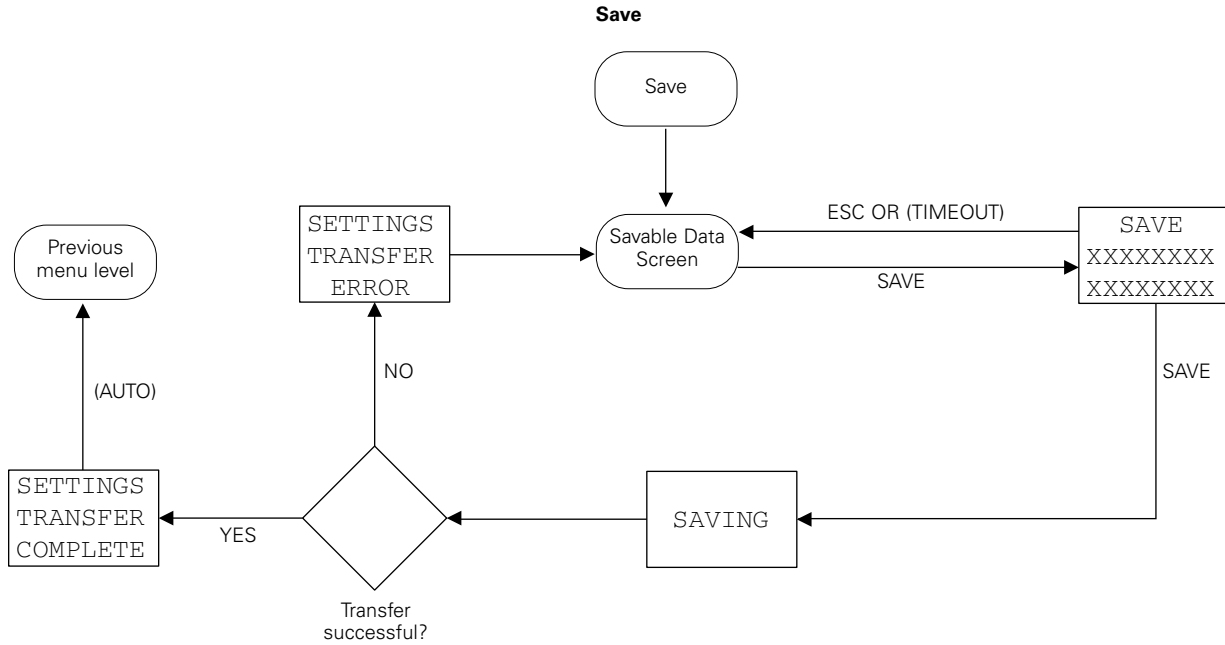 Save
Save
SETTINGS
TRANSFER
ERROR
Savable Data
Screen
ESC OR (TIMEOUT)
SAVE
SAVE
XXXXXXXX
XXXXXXXX
Previous
menu level
(AUTO)
NO
SAVE
SETTINGS
TRANSFER
COMPLETE
YES
SAVING
Transfer
successful?